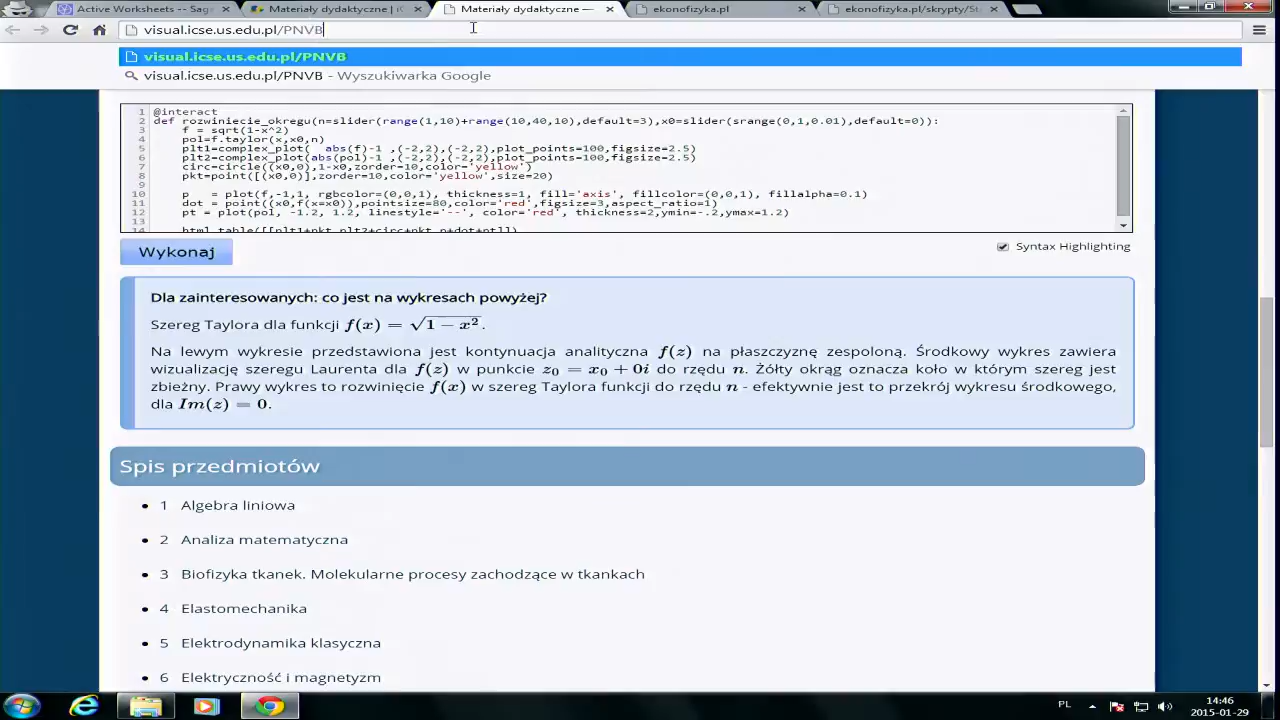 Active Worksheets -- Sag
Materiały dydaktyczne | i
Materiały dydaktyczne —
ekonofizyka.pl
ekonofizyka.pl/skrypty/St
visual.icse.us.edu.pl/PNVB
visual.icse.us.edu.pl/PNVB
visual.icse.us.edu.pl/PNVB - Wyszukiwarka Google
1 @interact
2 def rozwiniecie_okregu(n=slider(range(1,10)+range(10,40,10),default=3),x0=slider(srange(0,1,0.01),default=0)):
3 f = sqrt(1-x^2)
4 pol=f.taylor(x,x0,n)
5 plt1=complex_plot( abs(f)-1 ,(-2,2),(-2,2),plot_points=100,figsize=2.5)
6 plt2=complex_plot(abs(pol)-1 ,(-2,2),(-2,2),plot_points=100,figsize=2.5)
7 circ=circle((x0,0),1-x0,zorder=10,color='yellow')
8 pkt=point([(x0,0)],zorder=10,color='yellow',size=20)
9
10 p = plot(f,-1,1, rgbcolor=(0,0,1), thickness=1, fill='axis', fillcolor=(0,0,1), fillalpha=0.1)
11 dot = point((x0,f(x=x0)),pointsize=80,color='red',figsize=3,aspect_ratio=1)
12 pt = plot(pol, -1.2, 1.2, linestyle='--', color='red', thickness=2,ymin=-.2,ymax=1.2)
13
14 html.table([[plt1+pkt,plt2+circ+pkt,p+dot+pt]])
Wykonaj
Syntax Highlighting
Dla zainteresowanych: co jest na wykresach powyżej?
Szereg Taylora dla funkcji f(x) = √(1 − x²).
Na lewym wykresie przedstawiona jest kontynuacja analityczna f(z) na płaszczyznę zespoloną. Środkowy wykres zawiera
wizualizację szeregu Laurenta dla f(z) w punkcie z₀ = x₀ + 0i do rzędu n. Żółty okrąg oznacza koło w którym szereg jest
zbieżny. Prawy wykres to rozwinięcie f(x) w szereg Taylora funkcji do rzędu n - efektywnie jest to przekrój wykresu środkowego,
dla Im(z) = 0.
Spis przedmiotów
1 Algebra liniowa
2 Analiza matematyczna
3 Biofizyka tkanek. Molekularne procesy zachodzące w tkankach
4 Elastomechanika
5 Elektrodynamika klasyczna
6 Elektryczność i magnetyzm
PL
14:46
2015-01-29